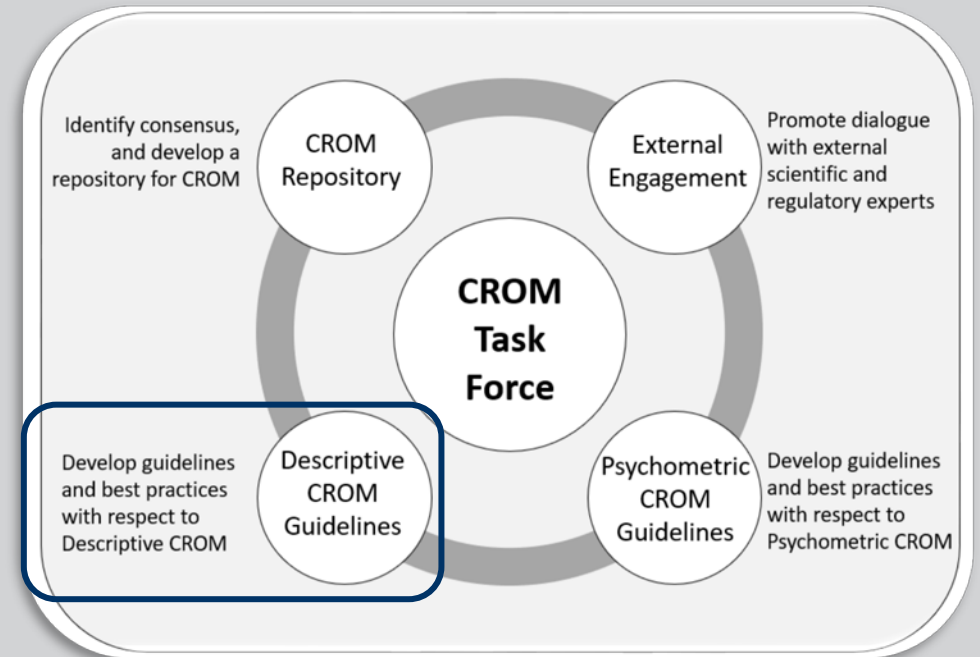 Identify consensus,
and develop a
repository for CROM
CROM
Repository
External
Engagement
Promote dialogue
with external
scientific and
regulatory experts
CROM
Task
Force
Develop guidelines
and best practices
with respect to
Descriptive CROM
Descriptive
CROM
Guidelines
Psychometric
CROM
Guidelines
Develop guidelines
and best practices
with respect to
Psychometric CROM